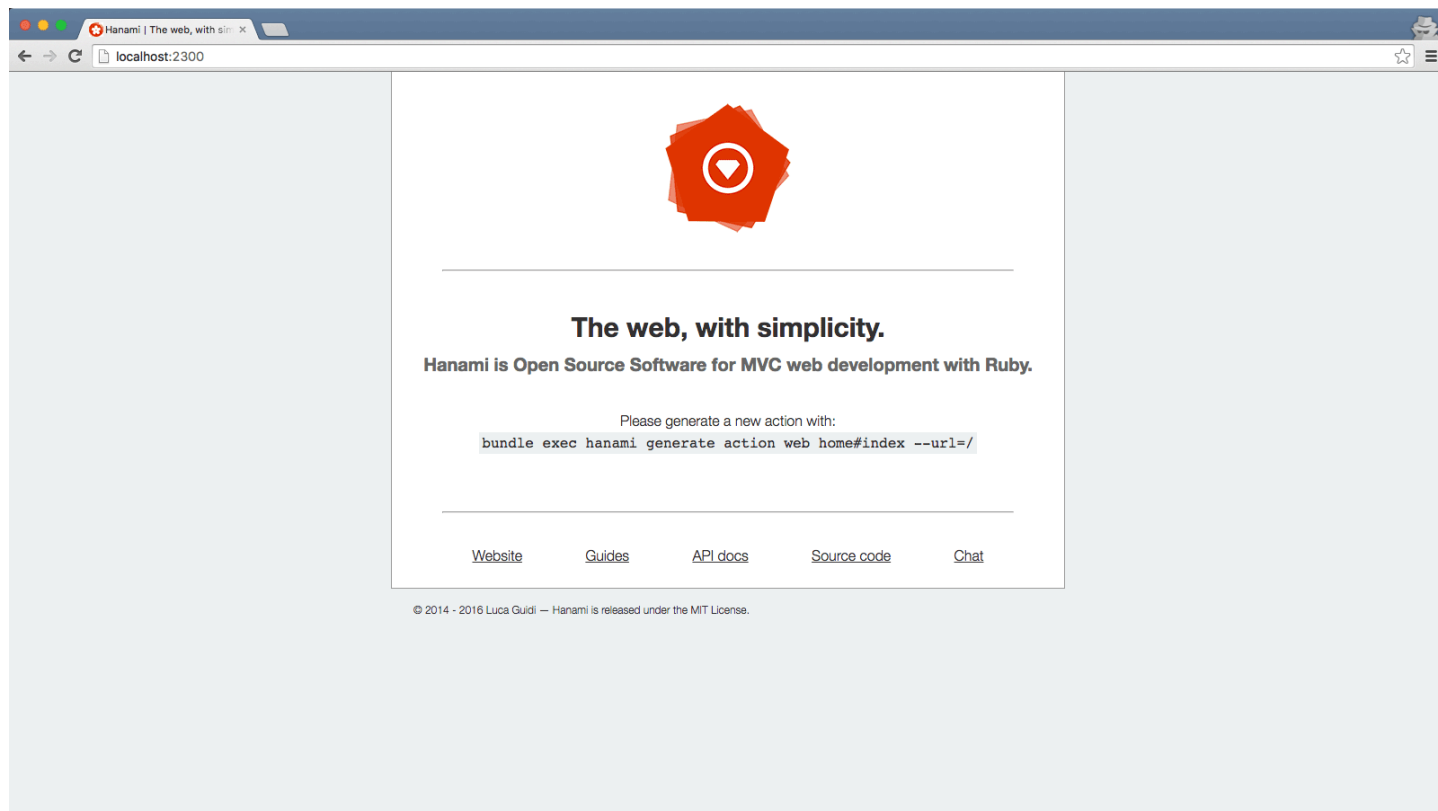 Hanami | The web, with sim
localhost:2300
The web, with simplicity.
Hanami is Open Source Software for MVC web development with Ruby.
Please generate a new action with:
bundle exec hanami generate action web home#index --url=/
Website Guides API docs Source code Chat
© 2014 - 2016 Luca Guidi — Hanami is released under the MIT License.